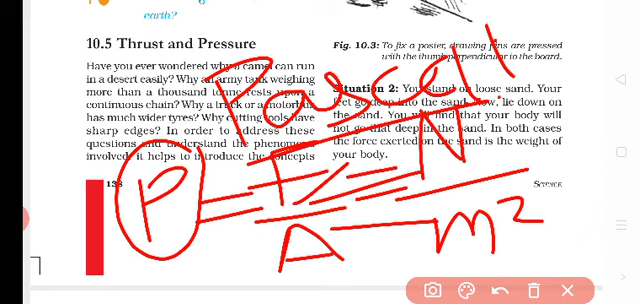 6
earth?
10.5 Thrust and Pressure
Have you ever wondered why a camel can run
in a desert easily? Why an army tank weighing
more than a thousand tonne rests upon a
continuous chain? Why a truck or a motorbus
has much wider tyres? Why cutting tools have
sharp edges? In order to address these
questions and understand the phenomena
involved, it helps to introduce the concepts
138
Fig. 10.3: To fix a poster, drawing pins are pressed
with the thumb perpendicular to the board.
Situation 2: You stand on loose sand. Your
feet go deep into the sand. Now, lie down on
the sand. You will find that your body will
not go that deep in the sand. In both cases
the force exerted on the sand is the weight of
your body.
SCIENCE
Pascall
P = F = N
A m²